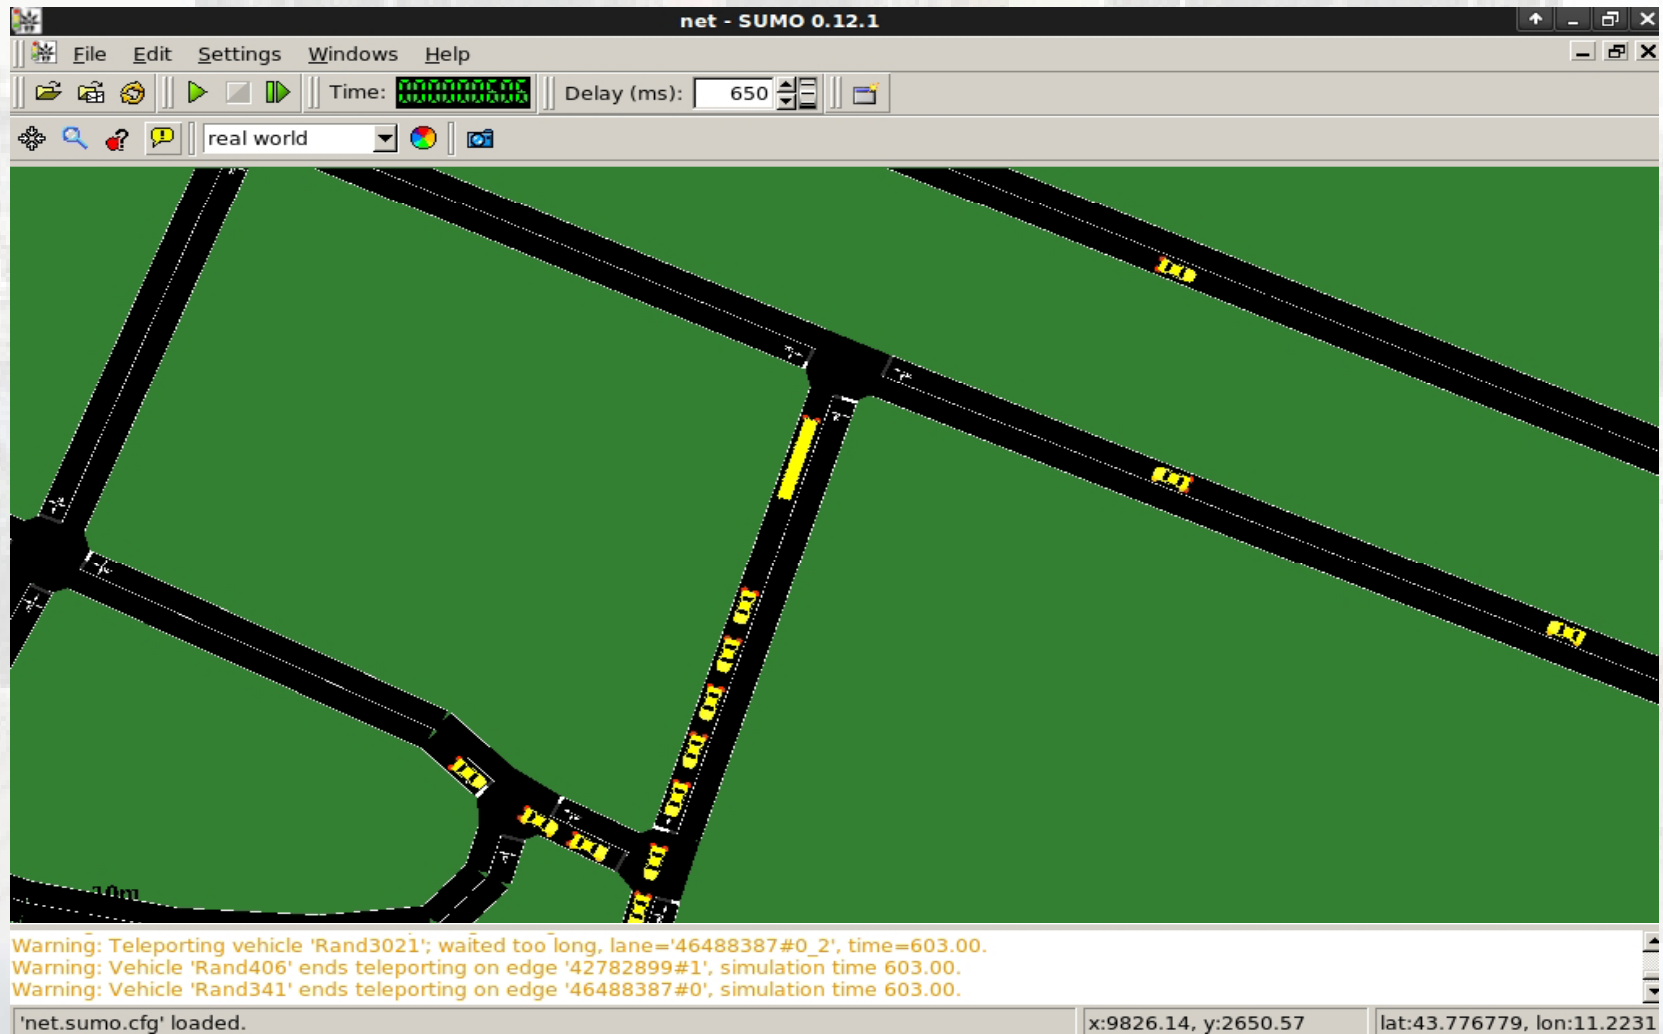 net - SUMO 0.12.1
File Edit Settings Windows Help
Time: 00000000606 Delay (ms): 650
real world
10m
Warning: Teleporting vehicle 'Rand3021'; waited too long, lane='46488387#0_2', time=603.00.
Warning: Vehicle 'Rand406' ends teleporting on edge '42782899#1', simulation time 603.00.
Warning: Vehicle 'Rand341' ends teleporting on edge '46488387#0', simulation time 603.00.
'net.sumo.cfg' loaded. x:9826.14, y:2650.57 lat:43.776779, lon:11.2231